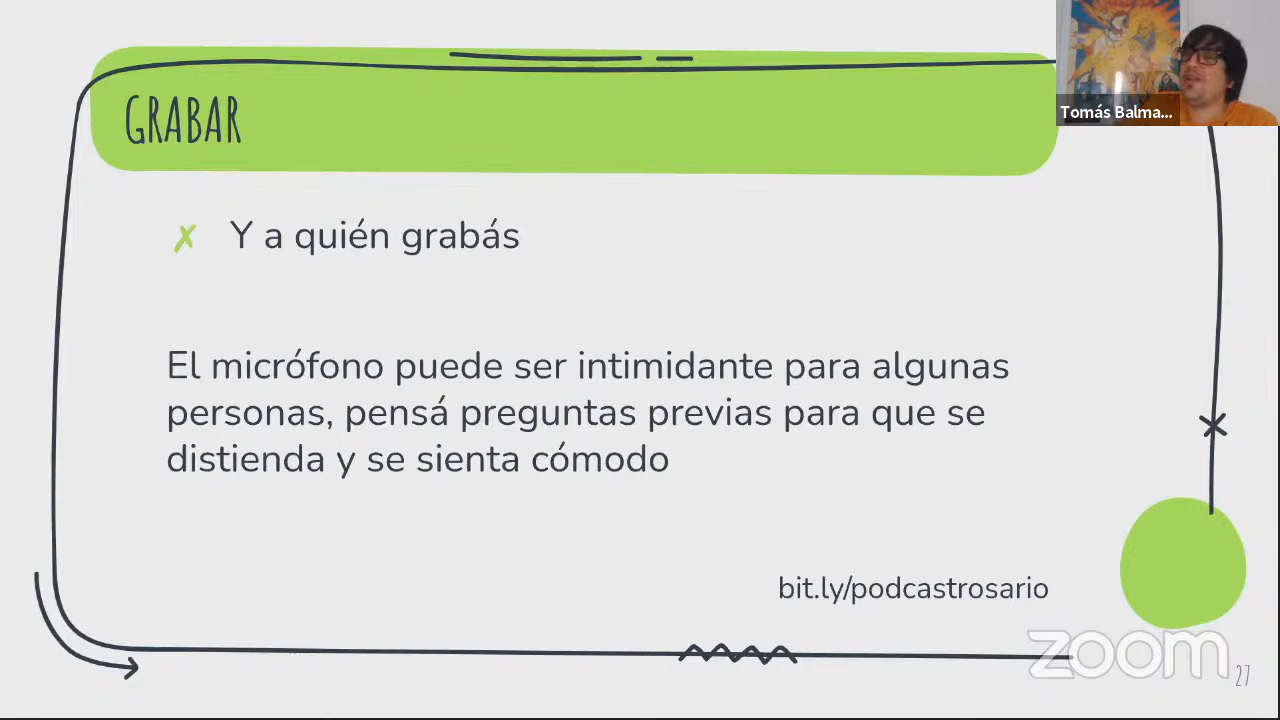 GRABAR
Tomás Balma...
✗ Y a quién grabás
El micrófono puede ser intimidante para algunas
personas, pensá preguntas previas para que se
distienda y se sienta cómodo
bit.ly/podcastrosario
zoom
27